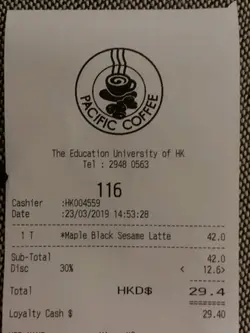 PACIFIC COFFEE
The Education University of HK
Tel : 2948 0563
116
Cashier :HK004559
Date :23/03/2019 14:53:28
1 T *Maple Black Sesame Latte 42.0
Sub-Total 42.0
Disc 30% < 12.6>
Total HKD$ 29.4
Loyalty Cash $ 29.40